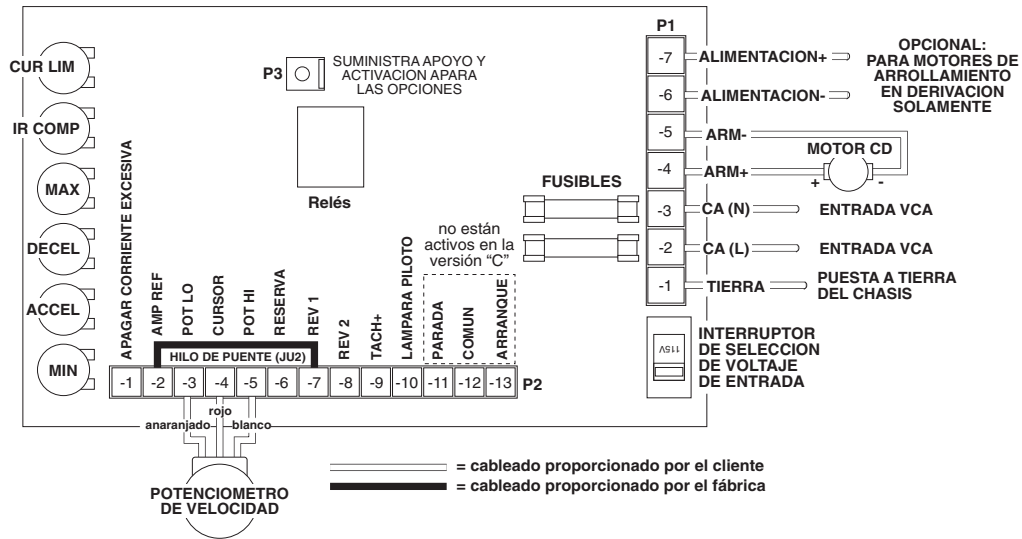 CUR LIM
IR COMP
MAX
DECEL
ACCEL
MIN
P3
SUMINISTRA APOYO Y
ACTIVACION APARA
LAS OPCIONES
Relés
FUSIBLES
no están
activos en la
versión “C”
APAGAR CORRIENTE EXCESIVA
AMP REF
POT LO
CURSOR
POT HI
RESERVA
REV 1
REV 2
TACH+
LAMPARA PILOTO
PARADA
COMUN
ARRANQUE
HILO DE PUENTE (JU2)
-1 -2 -3 -4 -5 -6 -7 -8 -9 -10 -11 -12 -13 P2
anaranjado
rojo
blanco
POTENCIOMETRO
DE VELOCIDAD
P1
-7 ALIMENTACION+
-6 ALIMENTACION-
OPCIONAL:
PARA MOTORES DE
ARROLLAMIENTO
EN DERIVACION
SOLAMENTE
-5 ARM-
MOTOR CD
-4 ARM+
+ -
-3 CA (N) ENTRADA VCA
-2 CA (L) ENTRADA VCA
-1 TIERRA PUESTA A TIERRA
DEL CHASIS
115V
INTERRUPTOR
DE SELECCION
DE VOLTAJE
DE ENTRADA
= cableado proporcionado por el cliente
= cableado proporcionado por el fábrica